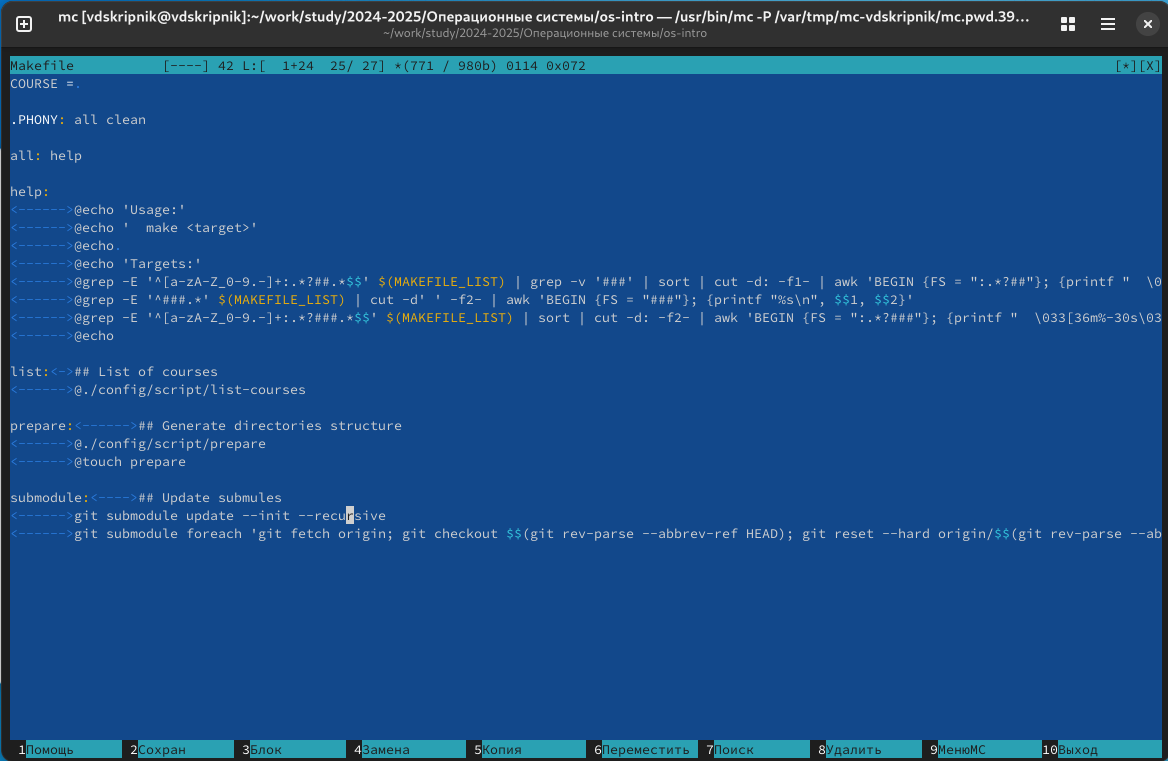 mc [vdskripnik@vdskripnik]:~/work/study/2024-2025/Операционные системы/os-intro — /usr/bin/mc -P /var/tmp/mc-vdskripnik/mc.pwd.39…
~/work/study/2024-2025/Операционные системы/os-intro
Makefile [----] 42 L:[ 1+24 25/ 27] *(771 / 980b) 0114 0x072 [*][X]
COURSE =.
.PHONY: all clean
all: help
help:
<------>@echo 'Usage:'
<------>@echo '  make <target>'
<------>@echo.
<------>@echo 'Targets:'
<------>@grep -E '^[a-zA-Z_0-9.-]+:.*?##.*$$' $(MAKEFILE_LIST) | grep -v '###' | sort | cut -d: -f1- | awk 'BEGIN {FS = ":.*?##"}; {printf "  \0
<------>@grep -E '^###.*' $(MAKEFILE_LIST) | cut -d' ' -f2- | awk 'BEGIN {FS = "###"}; {printf "%s\n", $$1, $$2}'
<------>@grep -E '^[a-zA-Z_0-9.-]+:.*?###.*$$' $(MAKEFILE_LIST) | sort | cut -d: -f2- | awk 'BEGIN {FS = ":.*?###"}; {printf "  \033[36m%-30s\03
<------>@echo
list:<->## List of courses
<------>@./config/script/list-courses
prepare:<------>## Generate directories structure
<------>@./config/script/prepare
<------>@touch prepare
submodule:<---->## Update submules
<------>git submodule update --init --recursive
<------>git submodule foreach 'git fetch origin; git checkout $$(git rev-parse --abbrev-ref HEAD); git reset --hard origin/$$(git rev-parse --ab
1Помощь 2Сохран 3Блок 4Замена 5Копия 6Переместить 7Поиск 8Удалить 9МенюMC 10Выход